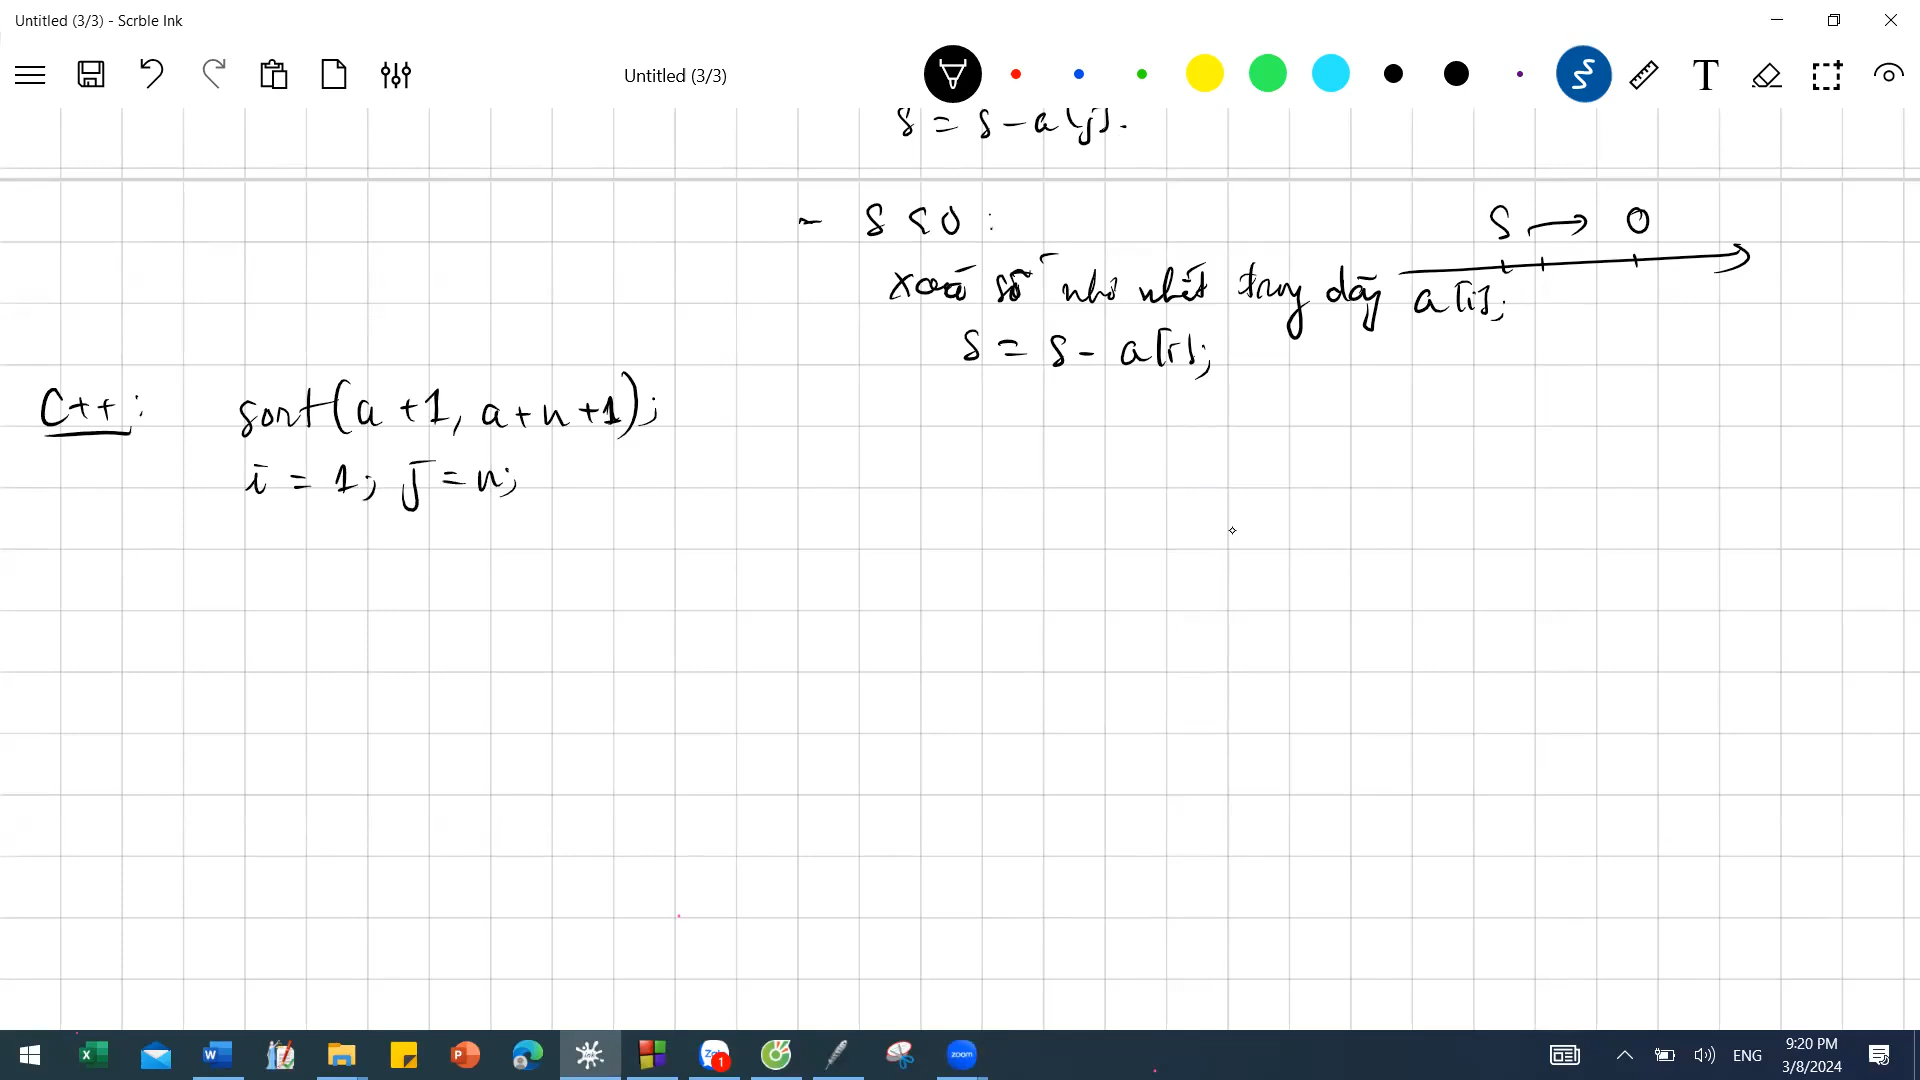 Untitled (3/3) - Scrble Ink
Untitled (3/3)
S = S - a[j].
- S < 0 :
S → 0
xoá số nhỏ nhất trong dãy a[i];
S = S - a[i];
C++ : sort(a+1, a+n+1);
i = 1; j = n;
zoom
ENG
9:20 PM
3/8/2024